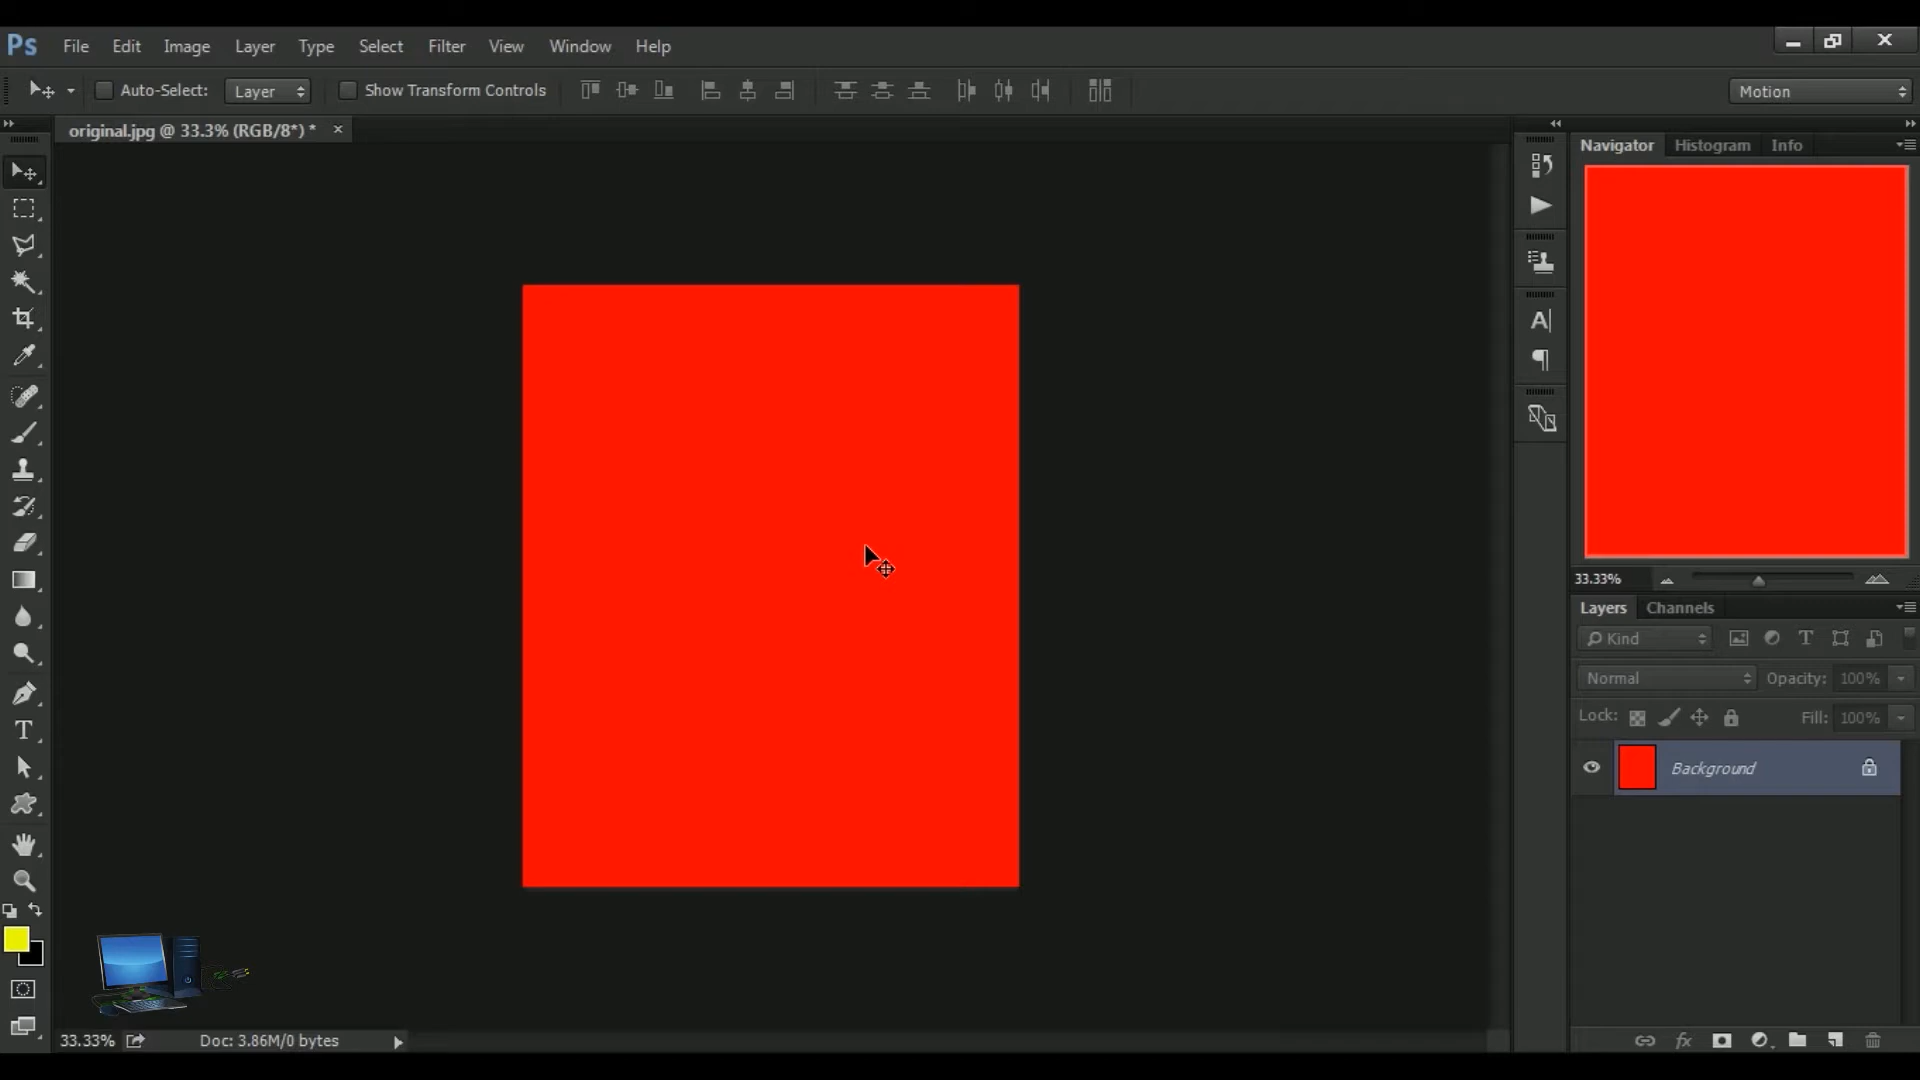 Ps File Edit Image Layer Type Select Filter View Window Help
Auto-Select: Layer Show Transform Controls Motion
original.jpg @ 33.3% (RGB/8*) * ×
Navigator Histogram Info
33.33%
Layers Channels
Kind
Normal Opacity: 100%
Lock: Fill: 100%
Background
33.33% Doc: 3.86M/0 bytes